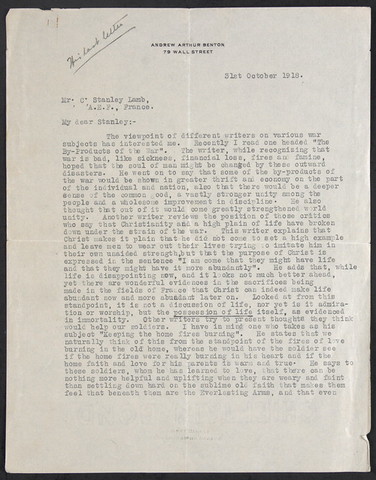 His last letter
ANDREW ARTHUR BENTON
79 WALL STREET
31st October 1918.
Mr. C* Stanley Lamb,
A.E.F., France.
My dear Stanley:-
The viewpoint of different writers on various war
subjects has interested me. Recently I read one headed "The
By-Products of the War". The writer, while recognizing that
war is bad, like sickness, financial loss, fires and famine,
hoped that the soul of man might be changed by these outward
disasters. He went on to say that some of the by-products of
the war would be shown in greater thrift and economy on the part
of the individual and nation, also that there would be a deeper
sense of the common good, a vastly stronger unity among the
people and a wholesome improvement in discipline. He also
thought that out of it would come greatly strengthened world
unity. Another writer reviews the position of those critics
who say that Christianity and a high plain of life have broken
down under the strain of the war. This writer explains that
Christ makes it plain that he did not come to set a high example
and leave men to wear out their lives trying to imitate him in
their own unaided strength, but that the purpose of Christ is
expressed in the sentence "I am come that they might have life
and that they might have it more abundantly". He adds that, while
life is disappointing now, and it looks not much better ahead,
yet there are wonderful evidences in the sacrifices being
made in the fields of France that Christ can indeed make life
abundant now and more abundant later on. Looked at from this
standpoint, it is not a discussion of life, nor yet is it admira-
tion or worship, but the possession of life itself, as evidenced
in immortality. Other writers try to present thoughts they think
would help our soldiers. I have in mind one who takes as his
subject "Keeping the home fires burning". He states that we
naturally think of this from the standpoint of the fires of love
burning in the old home, whereas he would have the soldier see
if the home fires were really burning in his heart and if the
home faith and love for his parents is warm and true. He says to
these soldiers, when he has learned to love, that there can be
nothing more helpful and uplifting when they are weary and faint
than settling down hard on the sublime old faith that makes them
feel that beneath them are the Everlasting Arms, and that even